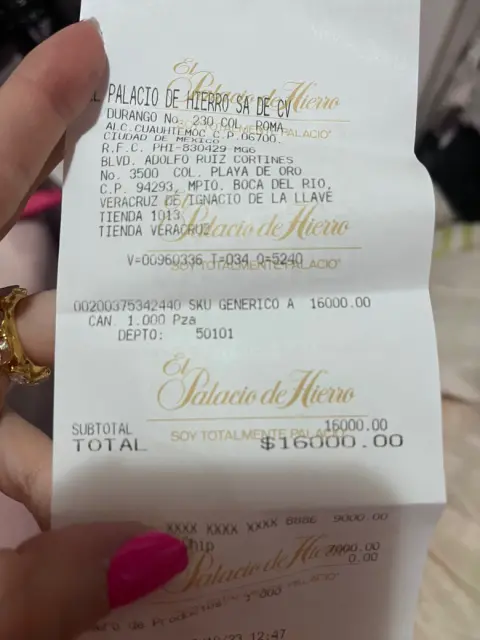 El
Palacio de Hierro
PALACIO DE HIERRO SA DE CV
DURANGO No. 230 COL. ROMA
ALC.CUAUHTEMOC C.P.06700.
CIUDAD DE MEXICO
R.F.C. PHI-830429 MG6
BLVD. ADOLFO RUIZ CORTINES
No. 3500 COL. PLAYA DE ORO
C.P. 94293, MPIO. BOCA DEL RIO,
VERACRUZ DE IGNACIO DE LA LLAVE
TIENDA 1013
TIENDA VERACRUZ
Palacio de Hierro
V=00960336 T=034 O=5240
SOY TOTALMENTE PALACIO
00200375342440 SKU GENERICO A 16000.00
CAN. 1.000 Pza
DEPTO: 50101
El
Palacio de Hierro
SUBTOTAL 16000.00
SOY TOTALMENTE PALACIO
TOTAL $16000.00
XXXX XXXX XXXX 8886 9000.00
7000.00
Palacio de Hierro
0.00
12:47